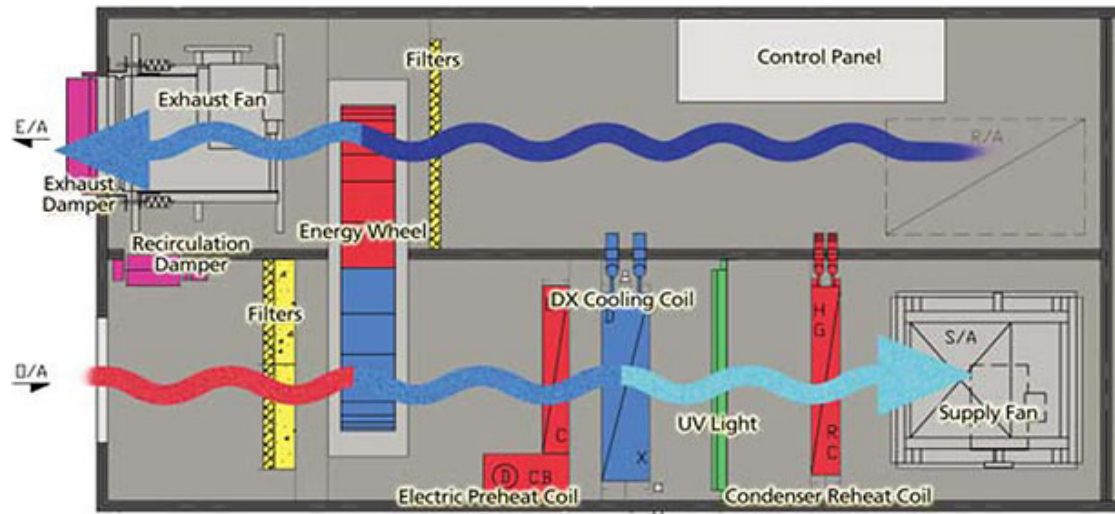 Control Panel
Filters
Exhaust Fan
E/A
R/A
Exhaust
Damper
Energy Wheel
Recirculation
Damper
DX Cooling Coil
Filters
D
HG
O/A
S/A
UV Light
Supply Fan
C
X
RC
D CB
Electric Preheat Coil
Condenser Reheat Coil